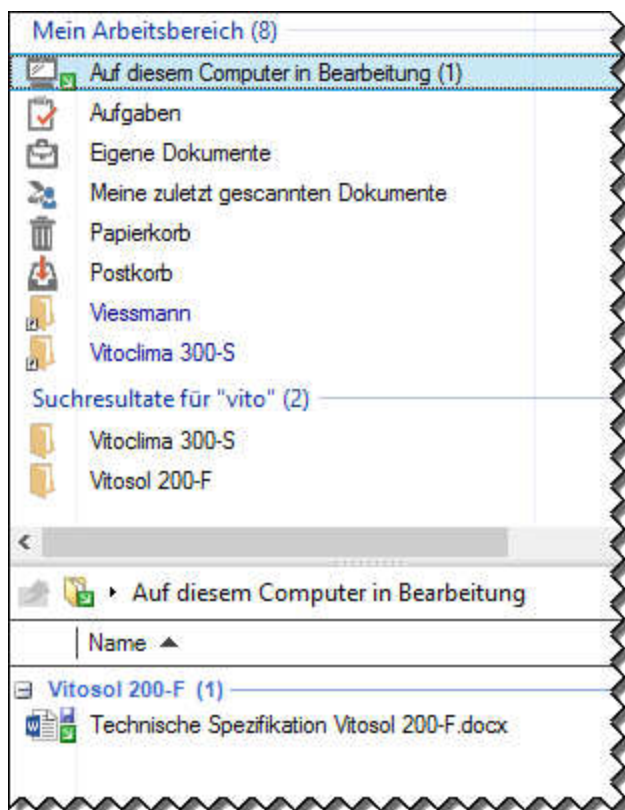 Mein Arbeitsbereich (8)
Auf diesem Computer in Bearbeitung (1)
Aufgaben
Eigene Dokumente
Meine zuletzt gescannten Dokumente
Papierkorb
Postkorb
Viessmann
Vitoclima 300-S
Suchresultate für "vito" (2)
Vitoclima 300-S
Vitosol 200-F
Auf diesem Computer in Bearbeitung
Name
Vitosol 200-F (1)
Technische Spezifikation Vitosol 200-F.docx